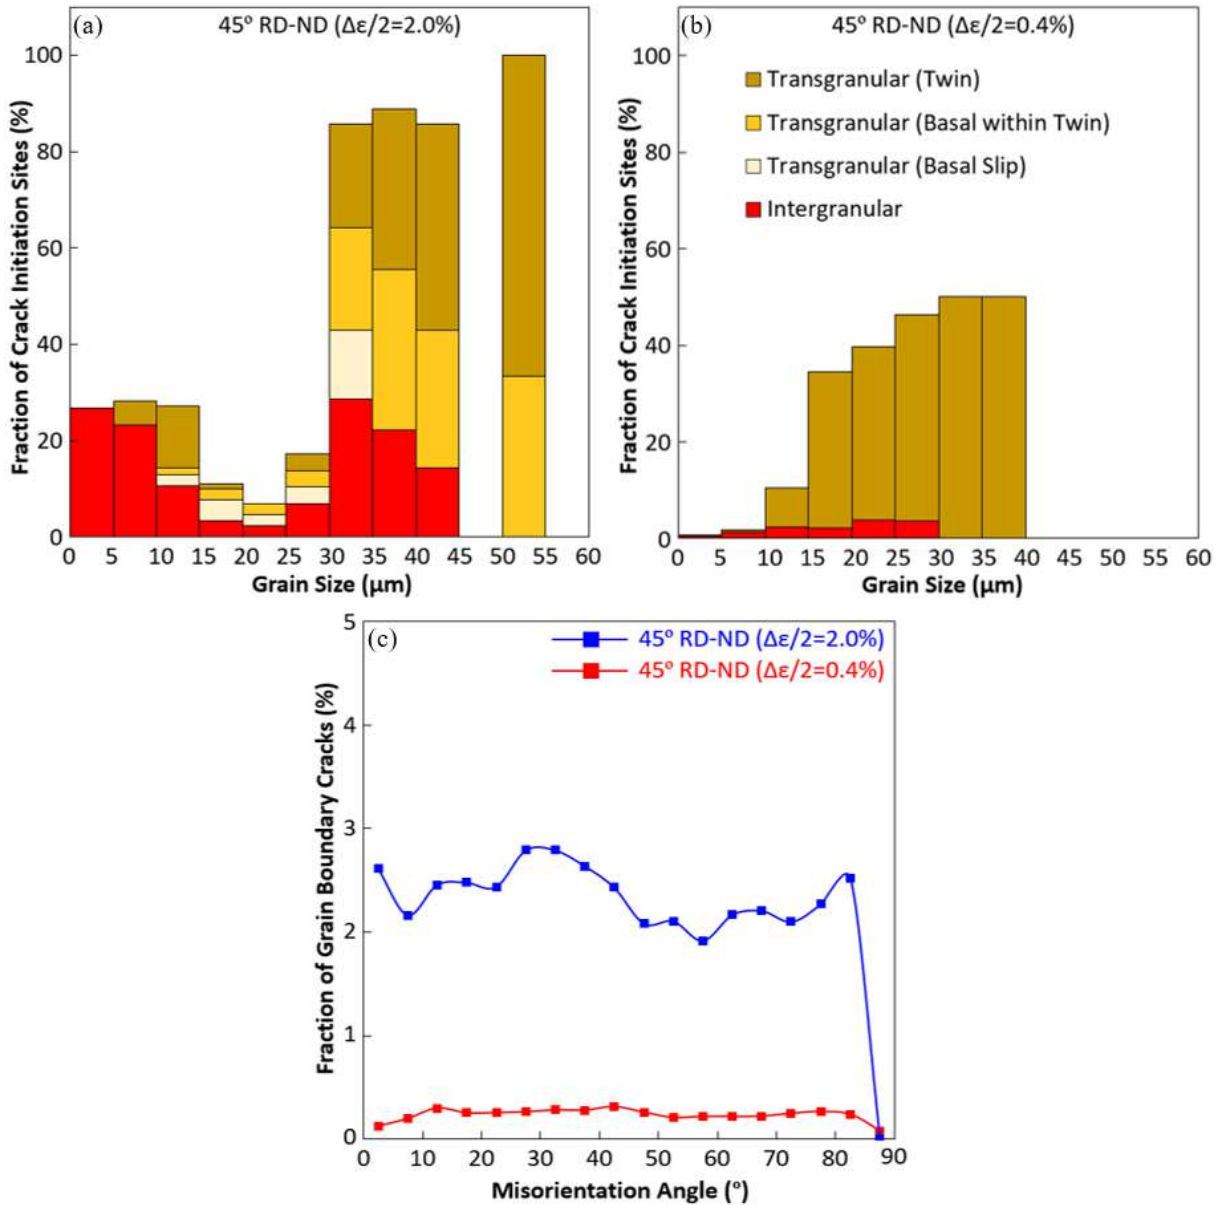 (a)
45º RD-ND (Δε/2=2.0%)
Fraction of Crack Initiation Sites (%)
100
80
60
40
20
0
0 5 10 15 20 25 30 35 40 45 50 55 60
Grain Size (µm)
(b)
45º RD-ND (Δε/2=0.4%)
Transgranular (Twin)
Transgranular (Basal within Twin)
Transgranular (Basal Slip)
Intergranular
Fraction of Crack Initiation Sites (%)
100
80
60
40
20
0
0 5 10 15 20 25 30 35 40 45 50 55 60
Grain Size (µm)
(c)
45º RD-ND (Δε/2=2.0%)
45º RD-ND (Δε/2=0.4%)
Fraction of Grain Boundary Cracks (%)
5
4
3
2
1
0
0 10 20 30 40 50 60 70 80 90
Misorientation Angle (°)